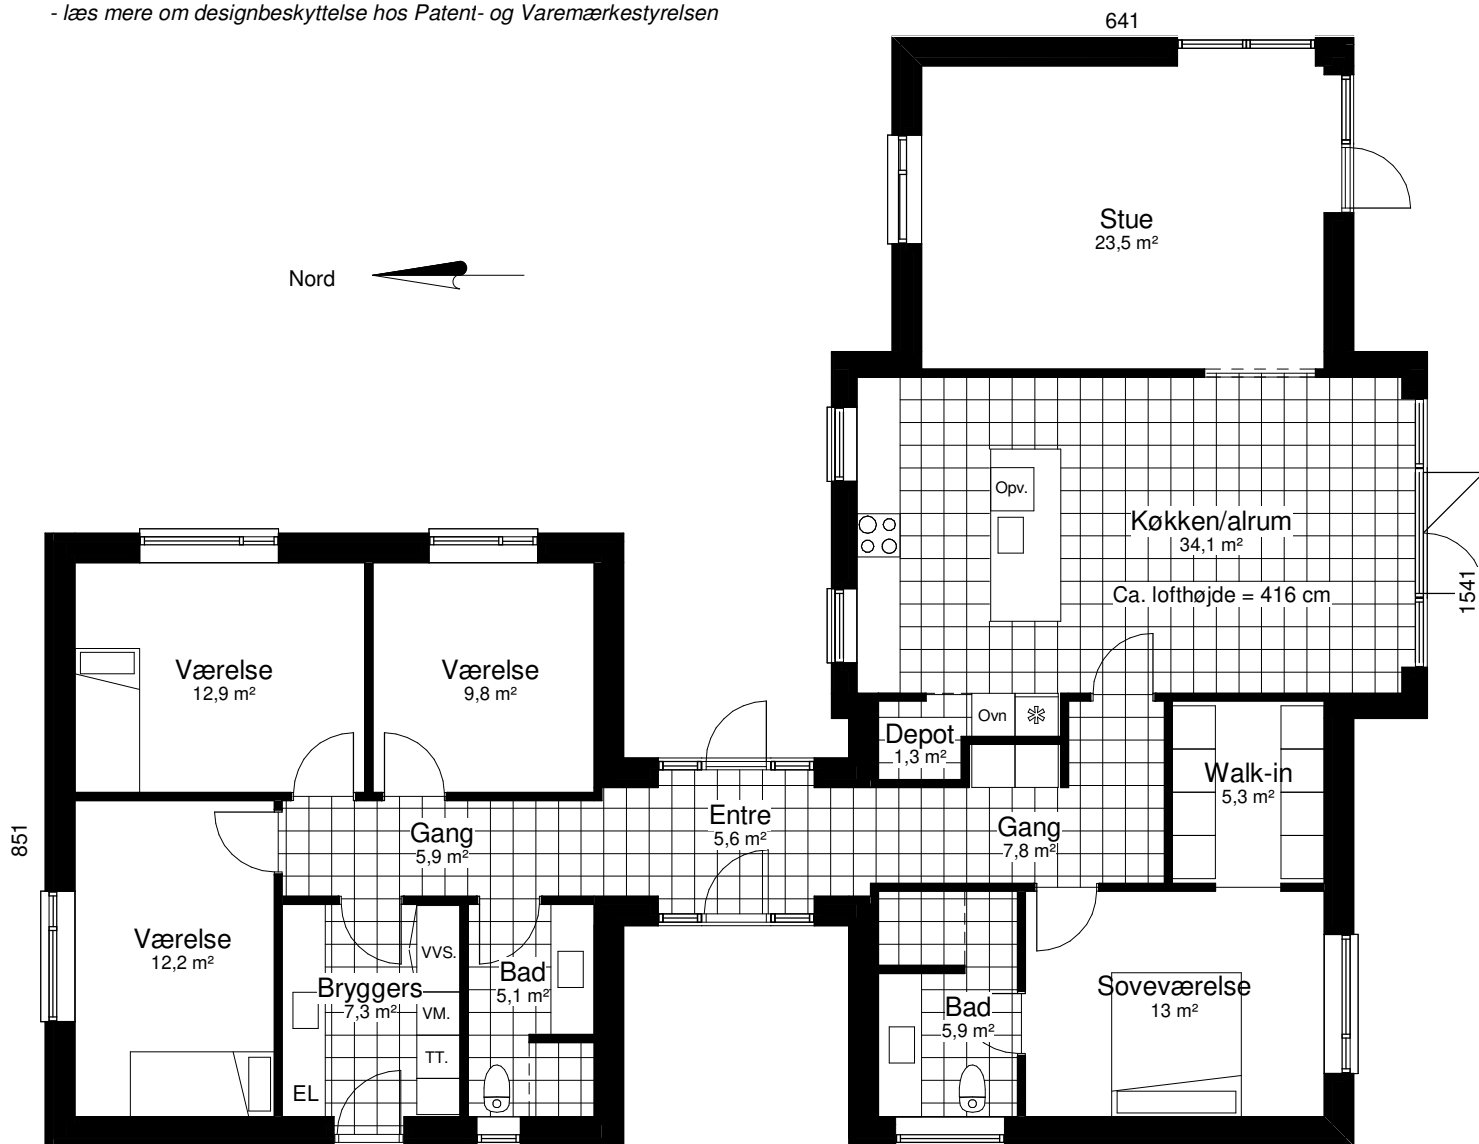 - læs mere om designbeskyttelse hos Patent- og Varemærkestyrelsen
641
Stue
23,5 m²
Nord
Opv.
Køkken/alrum
34,1 m²
Ca. lofthøjde = 416 cm
1541
Værelse
12,9 m²
Værelse
9,8 m²
Ovn
Depot
1,3 m²
Walk-in
5,3 m²
Entre
5,6 m²
Gang
5,9 m²
Gang
7,8 m²
851
Værelse
12,2 m²
VVS.
Bryggers
7,3 m²
VM.
TT.
EL
Bad
5,1 m²
Bad
5,9 m²
Soveværelse
13 m²